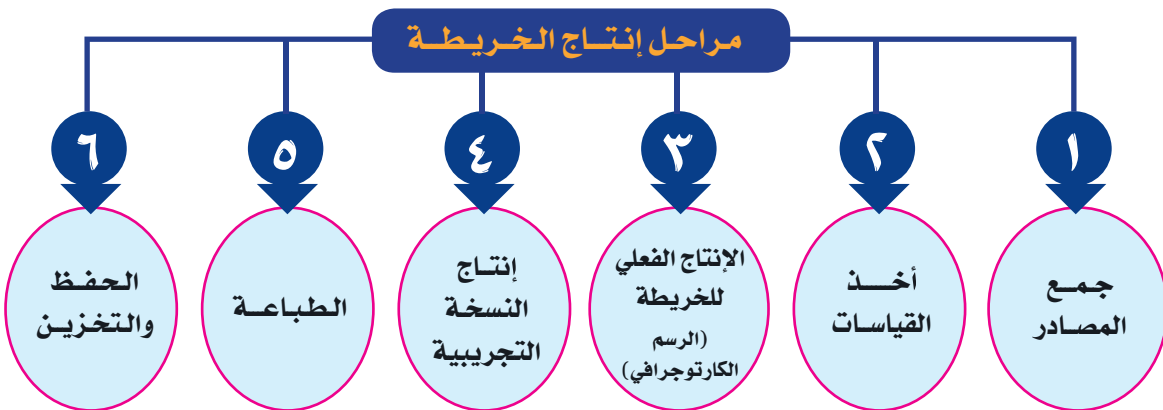 مراحل إنتاج الخريطة
١
جمع
المصادر
٢
أخذ
القياسات
٣
الإنتاج الفعلي
للخريطة
(الرسم
الكارتوجرافي)
٤
إنتاج
النسخة
التجريبية
٥
الطباعة
٦
الحفظ
والتخزين